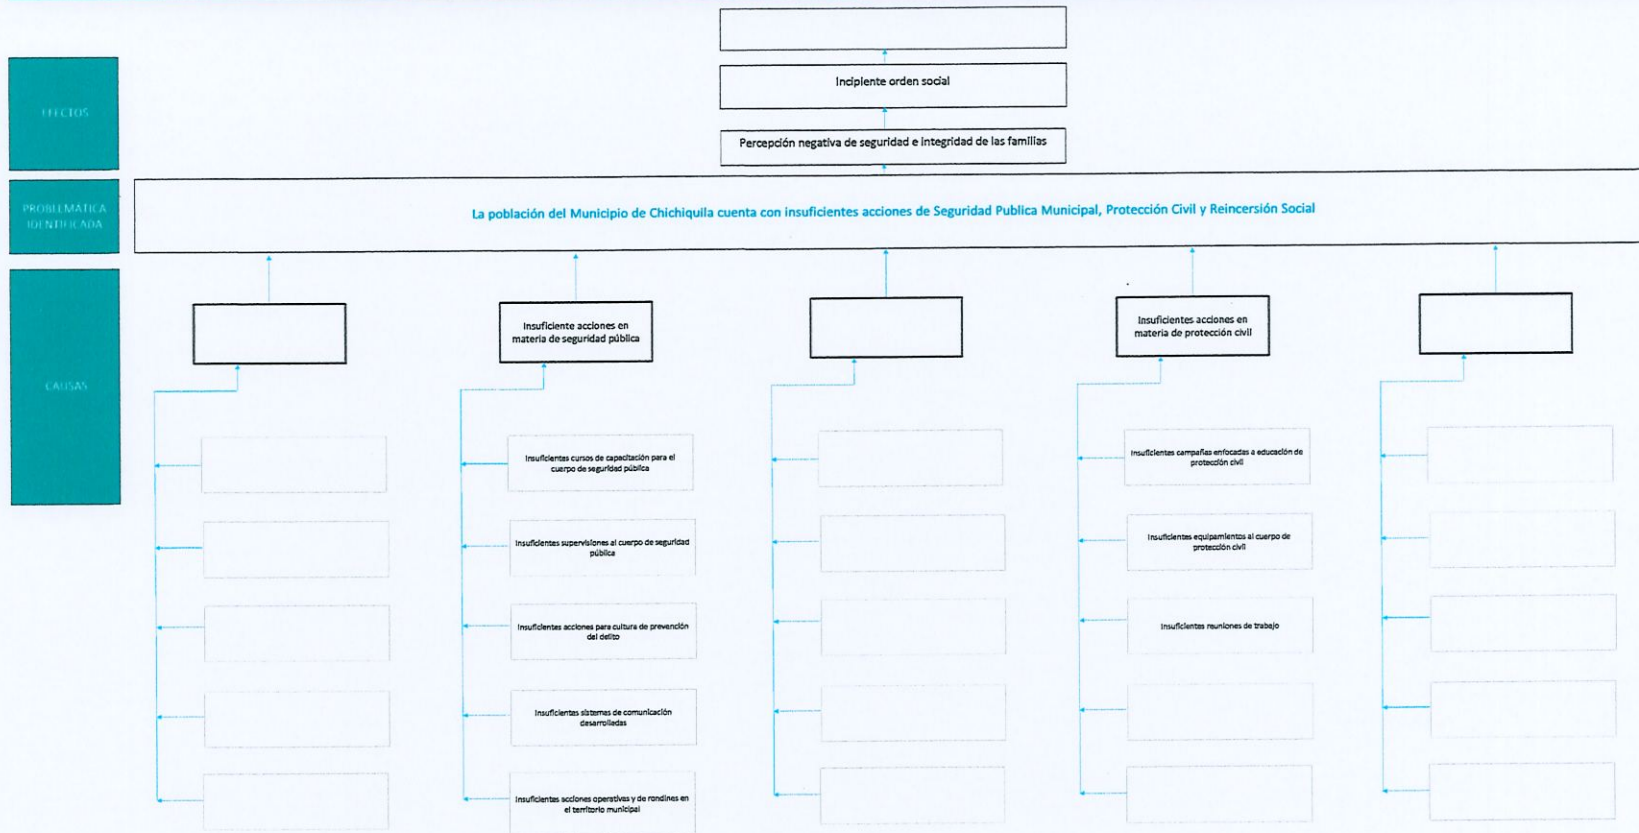 EFECTOS
Incipiente orden social
Percepción negativa de seguridad e integridad de las familias
PROBLEMÁTICA
IDENTIFICADA
La población del Municipio de Chichiquila cuenta con insuficientes acciones de Seguridad Publica Municipal, Protección Civil y Reincersión Social
CAUSAS
Insuficiente acciones en
materia de seguridad pública
Insuficientes cursos de capacitación para el
cuerpo de seguridad pública
Insuficientes supervisiones al cuerpo de seguridad
pública
Insuficientes acciones para cultura de prevención
del delito
Insuficientes sistemas de comunicación
desarrolladas
Insuficientes acciones operativas y de rondines en
el territorio municipal
Insuficientes acciones en
materia de protección civil
Insuficientes campañas enfocadas a educación de
protección civil
Insuficientes equipamientos al cuerpo de
protección civil
Insuficientes reuniones de trabajo